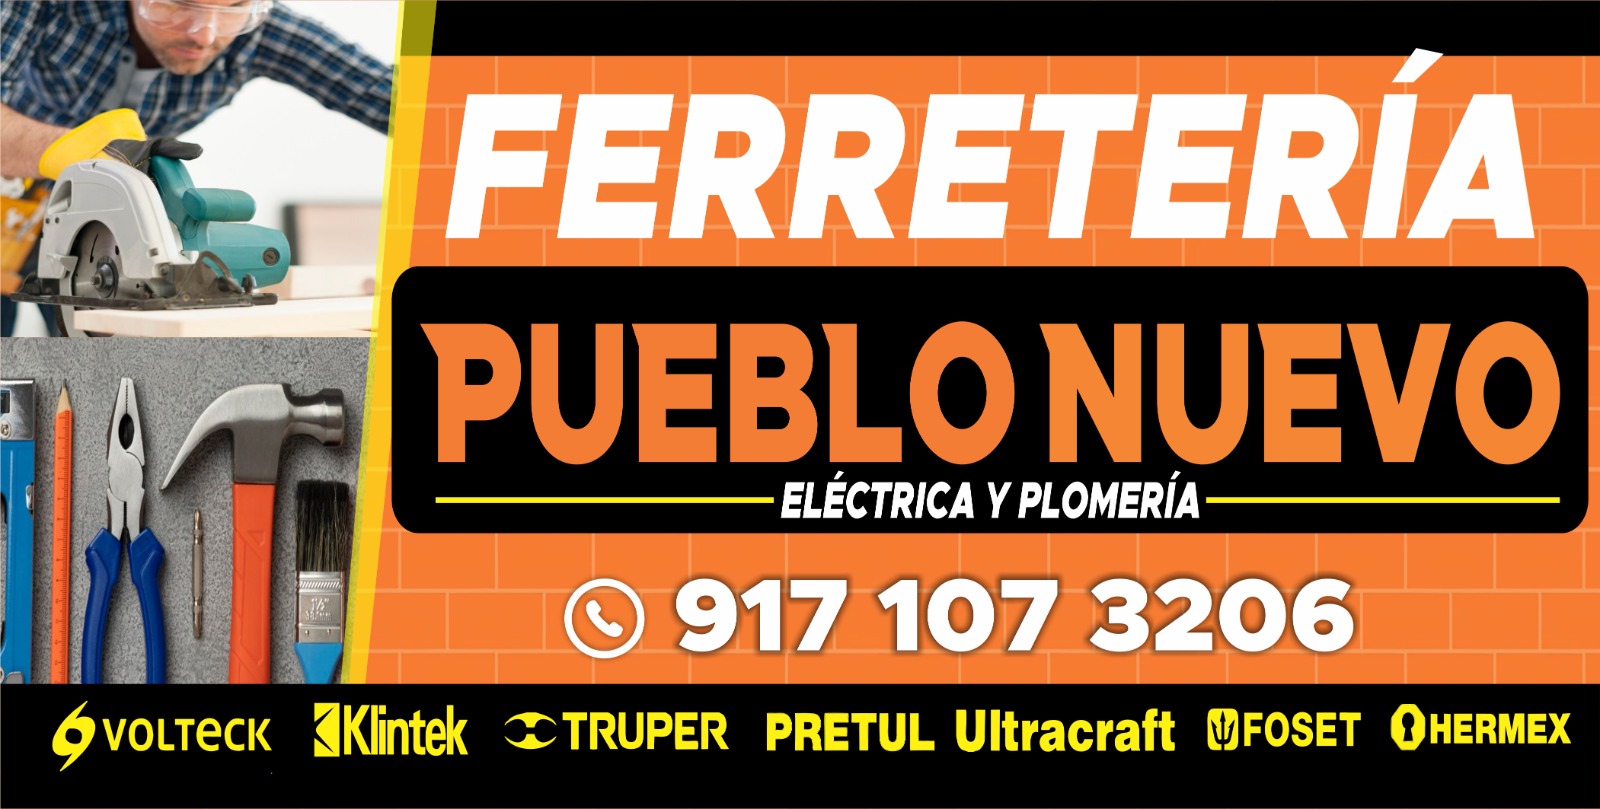 FERRETERÍA
PUEBLO NUEVO
ELÉCTRICA Y PLOMERÍA
917 107 3206
VOLTECK Klintek TRUPER PRETUL Ultracraft FOSET HERMEX